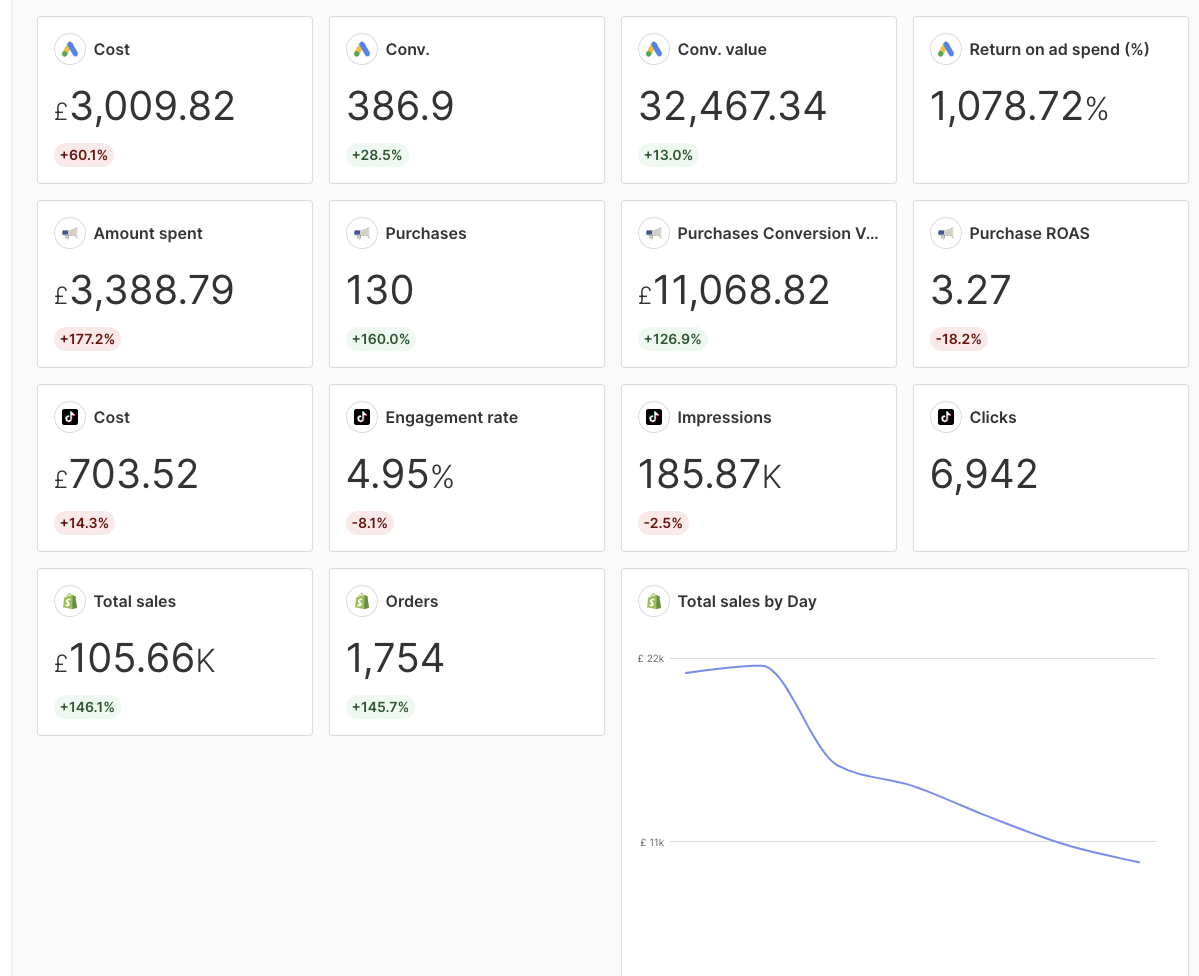 Cost
£3,009.82
+60.1%
Conv.
386.9
+28.5%
Conv. value
32,467.34
+13.0%
Return on ad spend (%)
1,078.72%
Amount spent
£3,388.79
+177.2%
Purchases
130
+160.0%
Purchases Conversion V...
£11,068.82
+126.9%
Purchase ROAS
3.27
-18.2%
Cost
£703.52
+14.3%
Engagement rate
4.95%
-8.1%
Impressions
185.87K
-2.5%
Clicks
6,942
Total sales
£105.66K
+146.1%
Orders
1,754
+145.7%
Total sales by Day
£ 22k
£ 11k